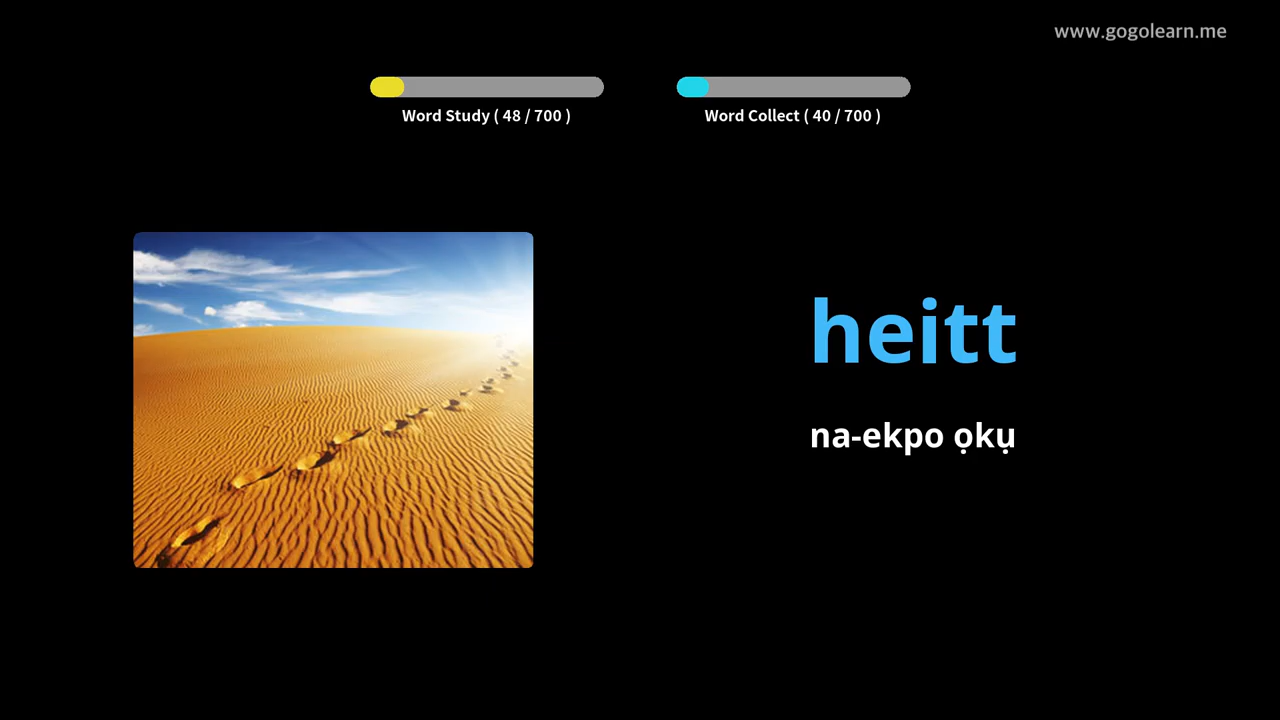 www.gogolearn.me
Word Study ( 48 / 700 )
Word Collect ( 40 / 700 )
heitt
na-ekpo ọkụ